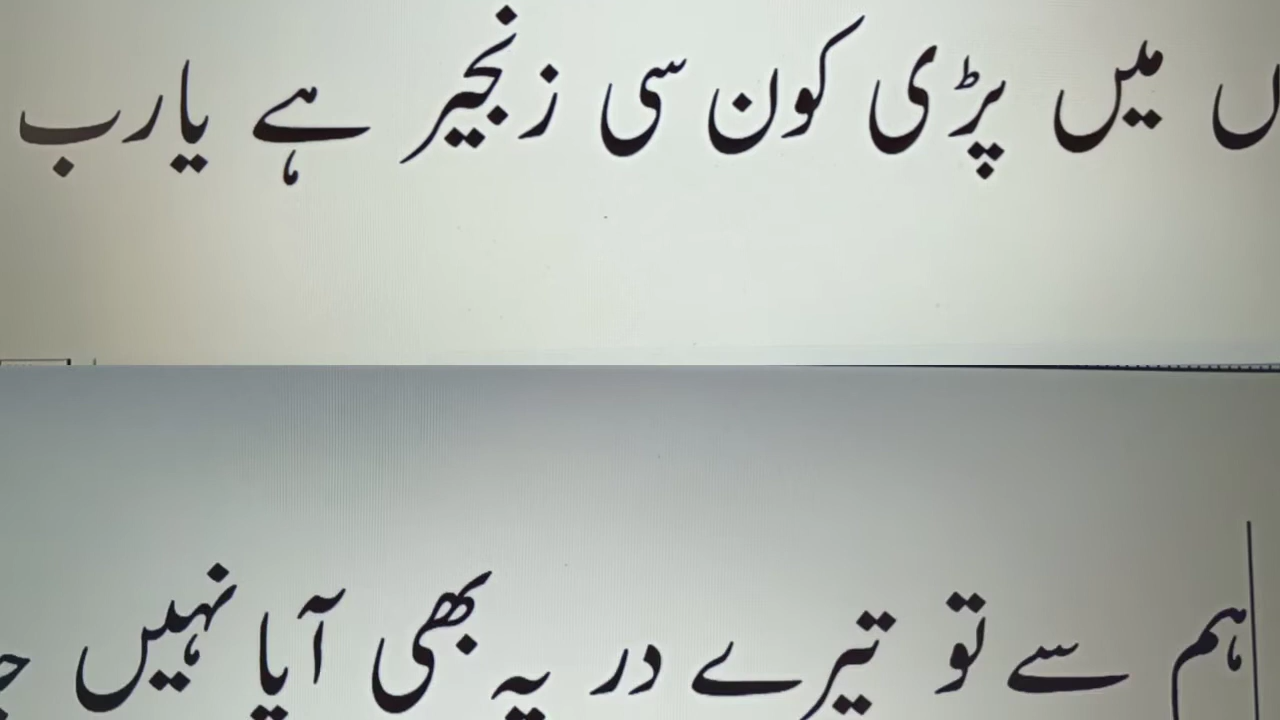 میں پڑی کون سی زنجیر ہے یارب
ہم سے تو تیرے در پہ بھی آیا نہیں